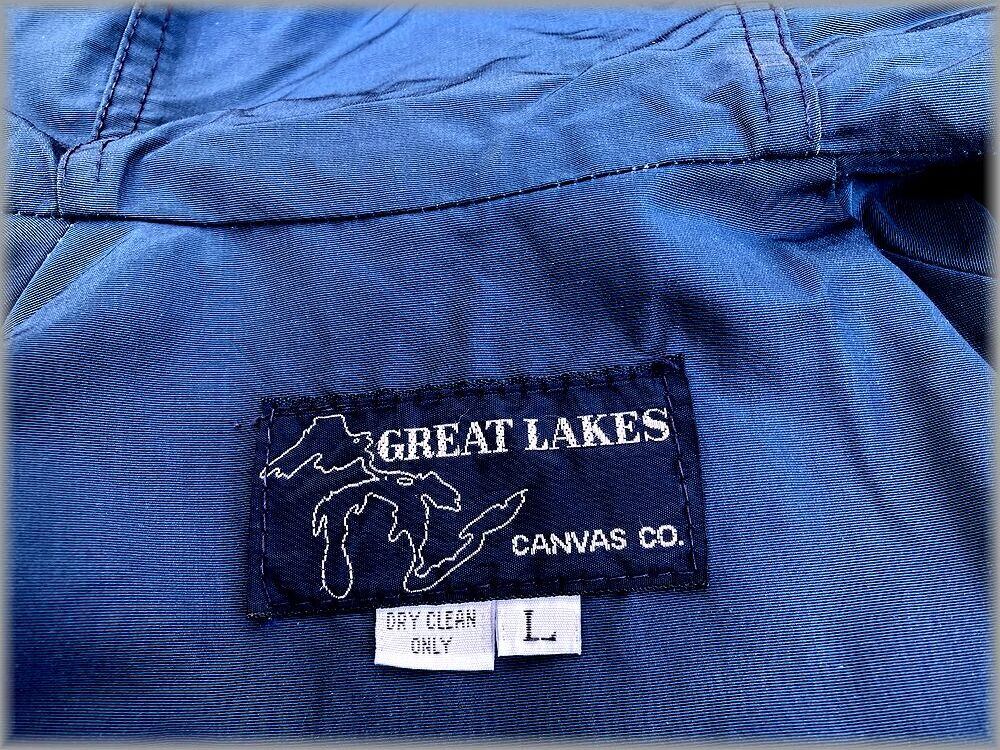 GREAT LAKES
CANVAS CO.
DRY CLEAN
ONLY
L